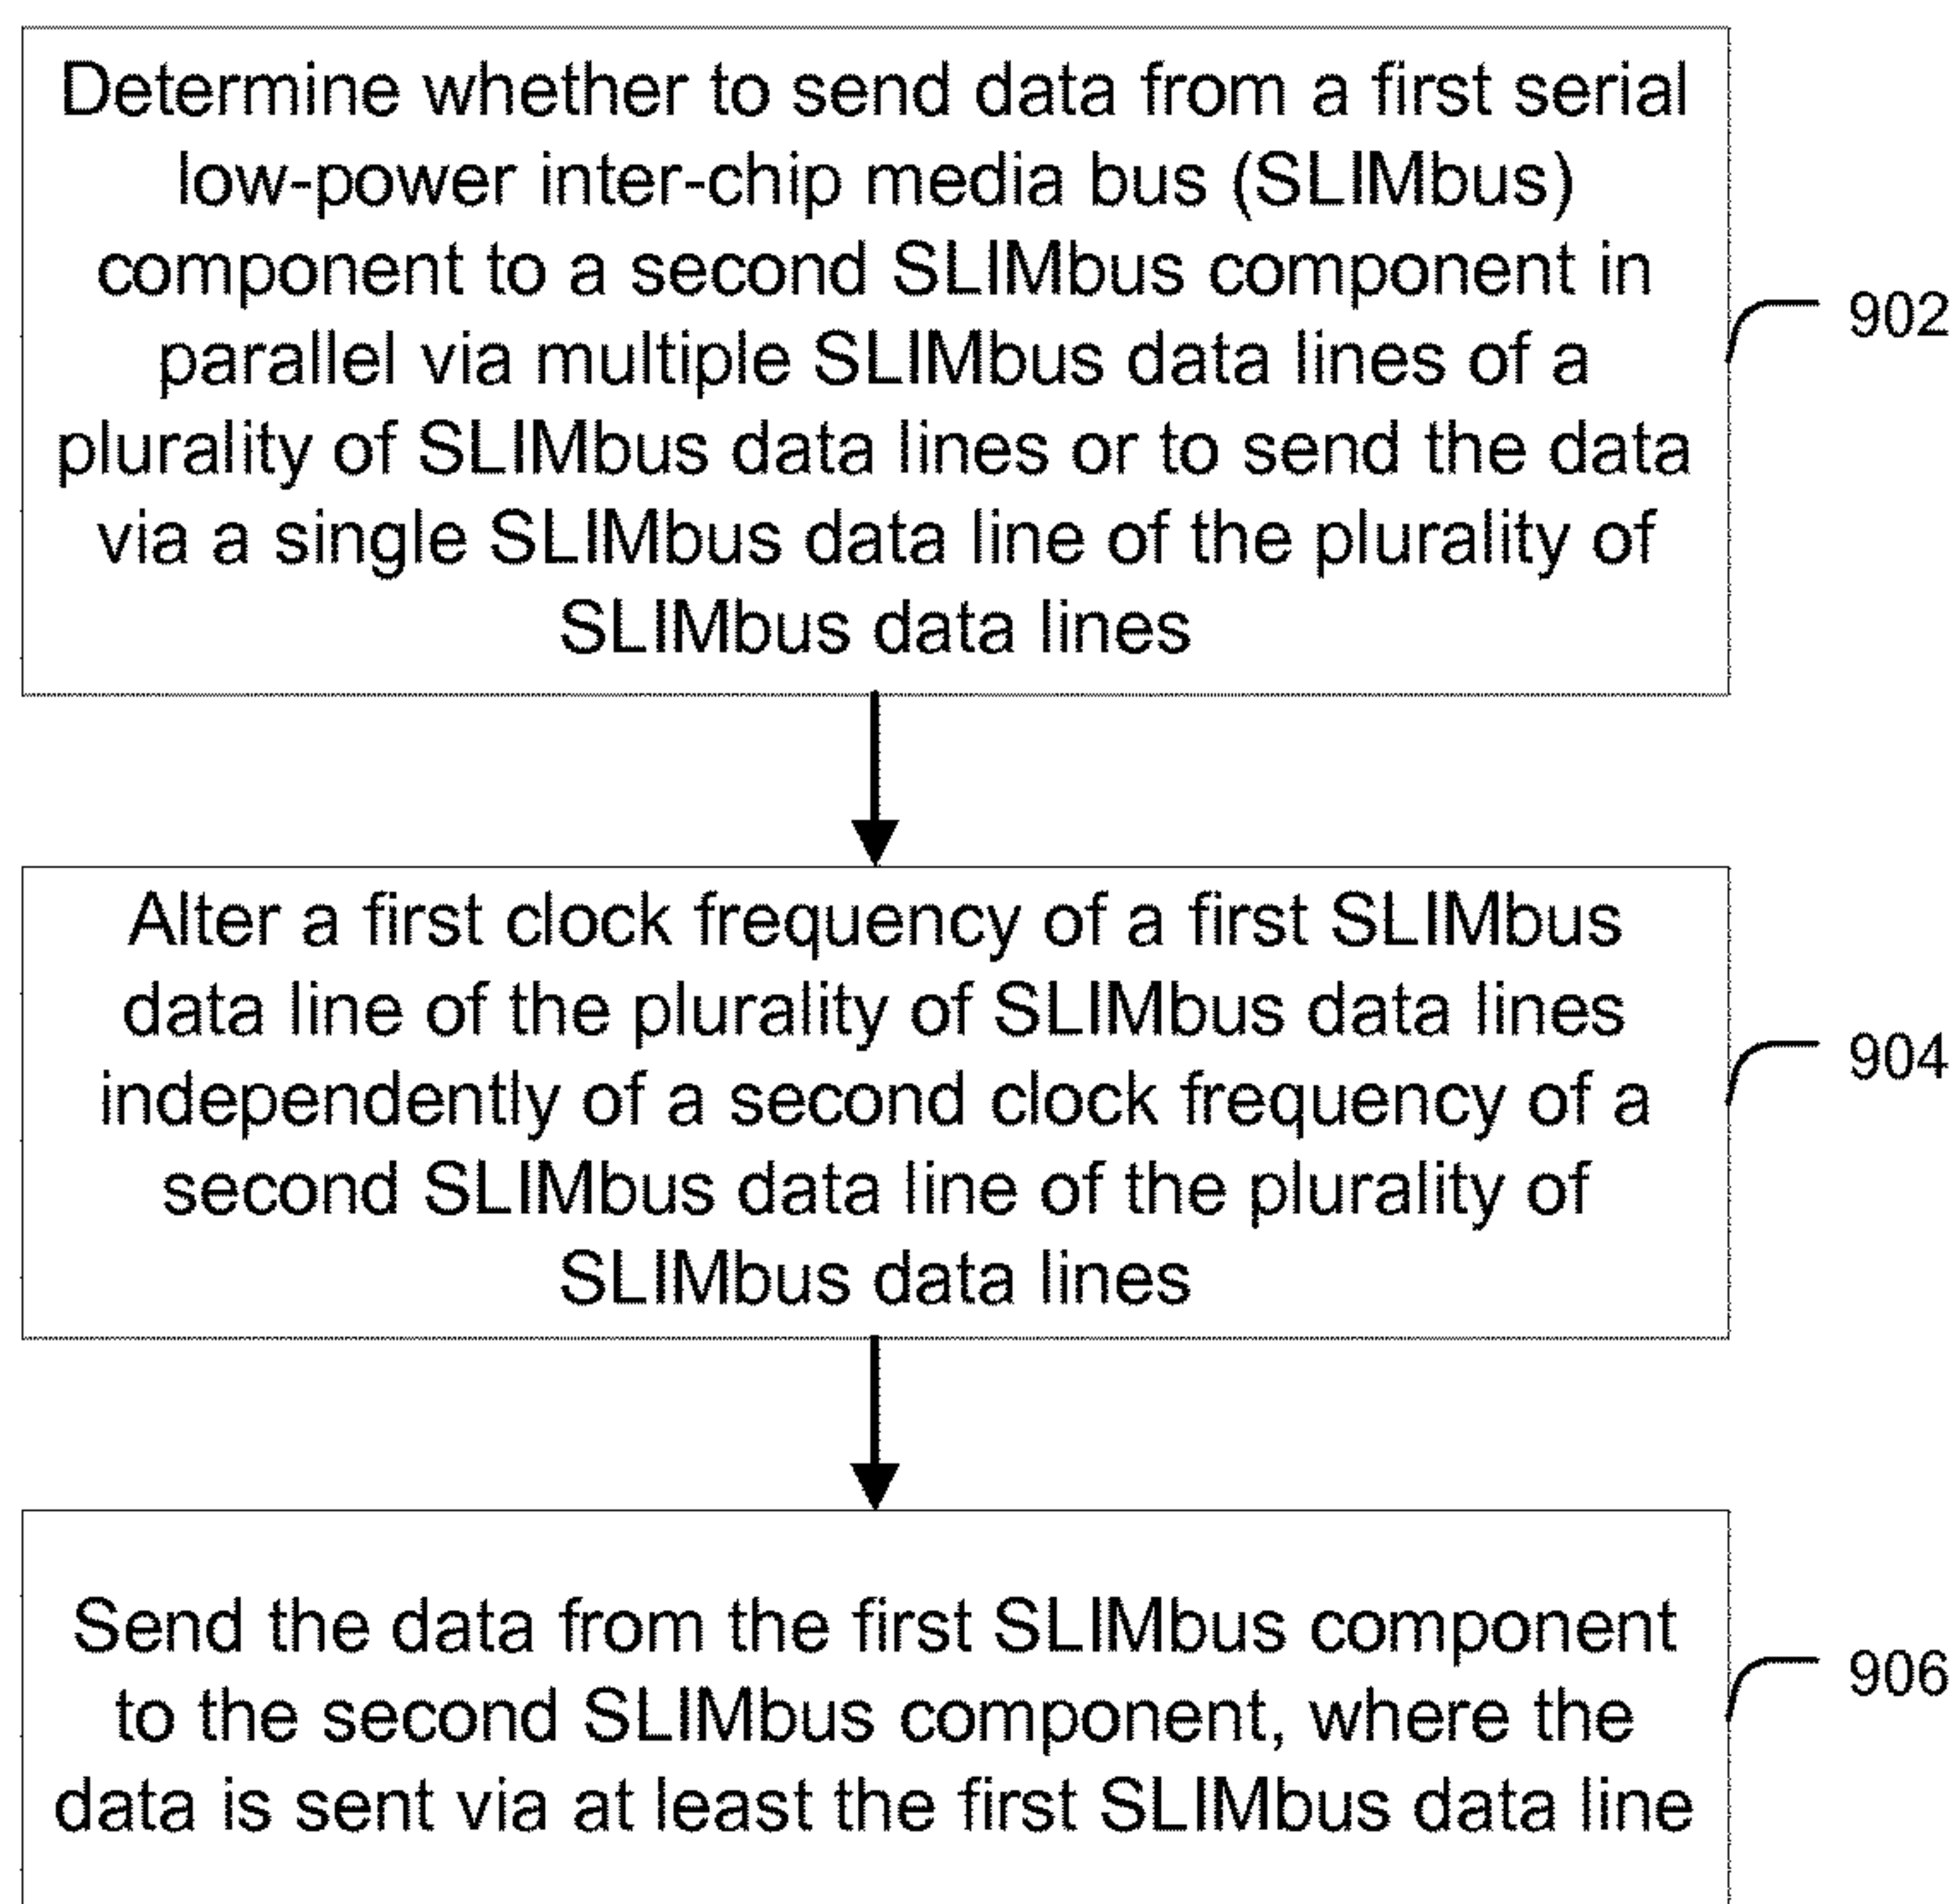 Determine whether to send data from a first serial
low-power inter-chip media bus (SLIMbus)
component to a second SLIMbus component in
parallel via multiple SLIMbus data lines of a
plurality of SLIMbus data lines or to send the data
via a single SLIMbus data line of the plurality of
SLIMbus data lines
902
Alter a first clock frequency of a first SLIMbus
data line of the plurality of SLIMbus data lines
independently of a second clock frequency of a
second SLIMbus data line of the plurality of
SLIMbus data lines
904
Send the data from the first SLIMbus component
to the second SLIMbus component, where the
data is sent via at least the first SLIMbus data line
906